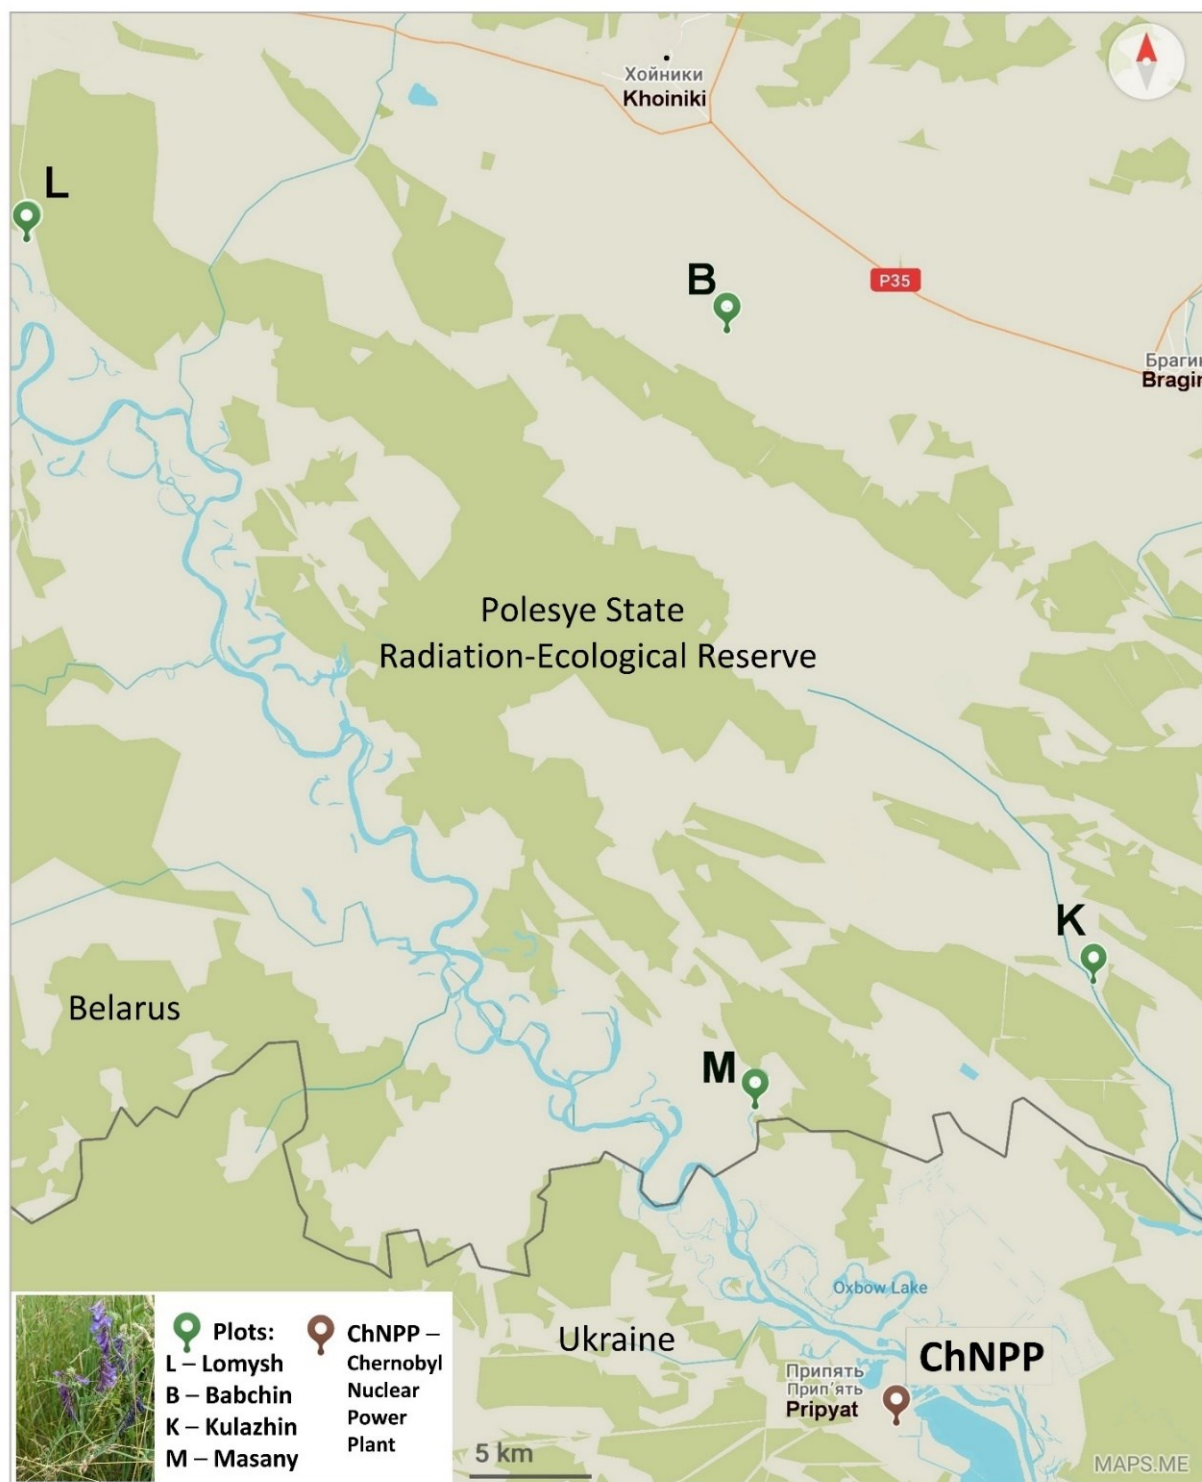 Хойники
Khoiniki
L
B
P35
Браги
Bragin
Polesye State
Radiation-Ecological Reserve
K
Belarus
M
Oxbow Lake
Ukraine
ChNPP
Припять
Прип'ять
Pripyat
Plots:
L – Lomysh
B – Babchin
K – Kulazhin
M – Masany
ChNPP –
Chernobyl
Nuclear
Power
Plant
5 km
MAPS.ME